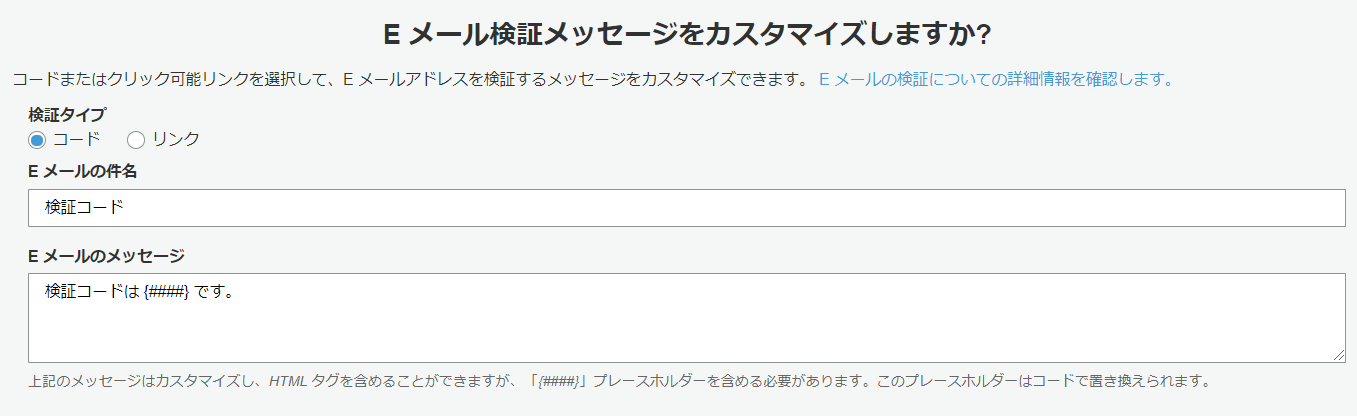 E メール検証メッセージをカスタマイズしますか?
コードまたはクリック可能リンクを選択して、E メールアドレスを検証するメッセージをカスタマイズできます。 E メールの検証についての詳細情報を確認します。
検証タイプ
コード リンク
E メールの件名
検証コード
E メールのメッセージ
検証コードは {####} です。
上記のメッセージはカスタマイズし、HTML タグを含めることができますが、「{####}」プレースホルダーを含める必要があります。このプレースホルダーはコードで置き換えられます。